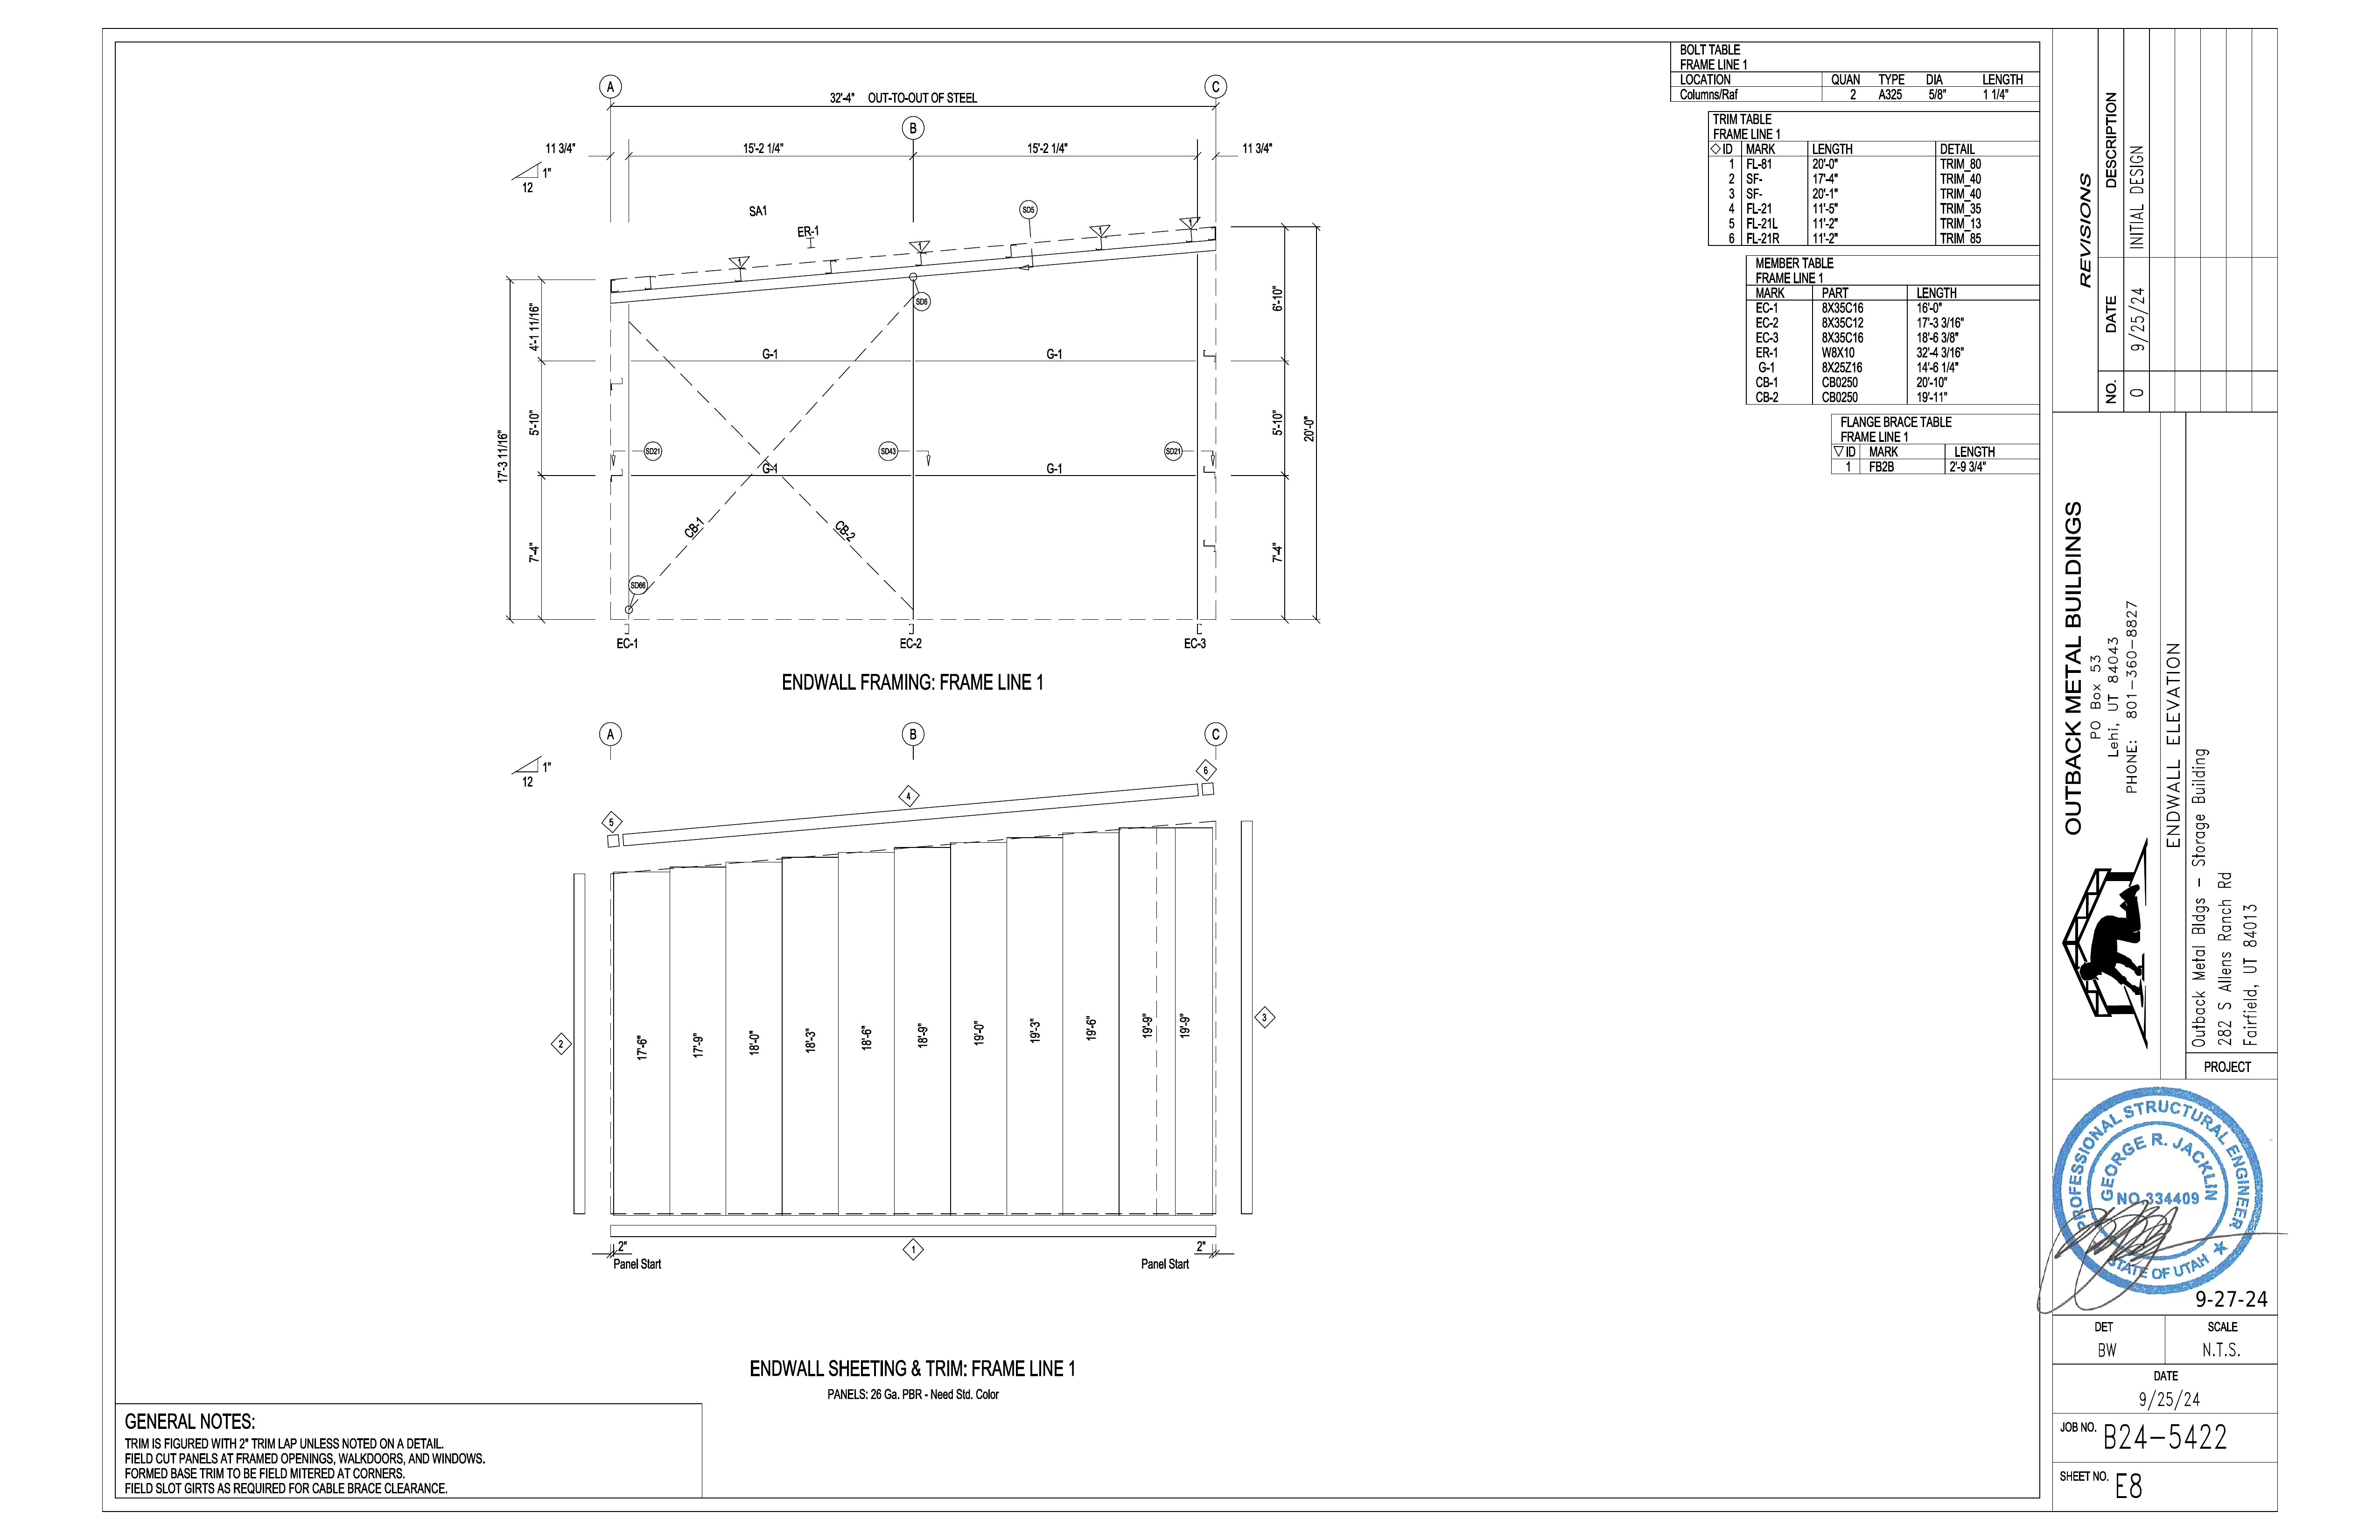 A
C
32'-4" OUT-TO-OUT OF STEEL
B
11 3/4"
15'-2 1/4"
15'-2 1/4"
11 3/4"
1"
12
SA1
ER-1
SD5
1
1
1
1
SD6
4'-1 11/16"
5'-10"
7'-4"
17'-3 11/16"
6'-10"
5'-10"
7'-4"
20'-0"
G-1
G-1
SD21
SD43
SD21
G-1
G-1
CB-1
CB-2
SD66
EC-1
EC-2
EC-3
ENDWALL FRAMING: FRAME LINE 1
A
B
C
1"
12
6
4
5
2
3
17'-6"
17'-9"
18'-0"
18'-3"
18'-6"
18'-9"
19'-0"
19'-3"
19'-6"
19'-9"
19'-9"
2"
1
2"
Panel Start
Panel Start
ENDWALL SHEETING & TRIM: FRAME LINE 1
PANELS: 26 Ga. PBR - Need Std. Color
GENERAL NOTES:
TRIM IS FIGURED WITH 2" TRIM LAP UNLESS NOTED ON A DETAIL.
FIELD CUT PANELS AT FRAMED OPENINGS, WALKDOORS, AND WINDOWS.
FORMED BASE TRIM TO BE FIELD MITERED AT CORNERS.
FIELD SLOT GIRTS AS REQUIRED FOR CABLE BRACE CLEARANCE.
BOLT TABLE
FRAME LINE 1
LOCATION QUAN TYPE DIA LENGTH
Columns/Raf 2 A325 5/8" 1 1/4"
TRIM TABLE
FRAME LINE 1
ID MARK LENGTH DETAIL
1 FL-81 20'-0" TRIM_80
2 SF- 17'-4" TRIM_40
3 SF- 20'-1" TRIM_40
4 FL-21 11'-5" TRIM_35
5 FL-21L 11'-2" TRIM_13
6 FL-21R 11'-2" TRIM_85
MEMBER TABLE
FRAME LINE 1
MARK PART LENGTH
EC-1 8X35C16 16'-0"
EC-2 8X35C12 17'-3 3/16"
EC-3 8X35C16 18'-6 3/8"
ER-1 W8X10 32'-4 3/16"
G-1 8X25Z16 14'-6 1/4"
CB-1 CB0250 20'-10"
CB-2 CB0250 19'-11"
FLANGE BRACE TABLE
FRAME LINE 1
ID MARK LENGTH
1 FB2B 2'-9 3/4"
REVISIONS
NO. DATE DESCRIPTION
0 9/25/24 INITIAL DESIGN
OUTBACK METAL BUILDINGS
PO Box 53
Lehi, UT 84043
PHONE: 801-360-8827
ENDWALL ELEVATION
Outback Metal Bldgs - Storage Building
282 S Allens Ranch Rd
Fairfield, UT 84013
PROJECT
PROFESSIONAL STRUCTURAL ENGINEER
GEORGE R. JACKLIN
NO. 334409
STATE OF UTAH
9-27-24
DET
BW
SCALE
N.T.S.
DATE
9/25/24
JOB NO. B24-5422
SHEET NO. E8